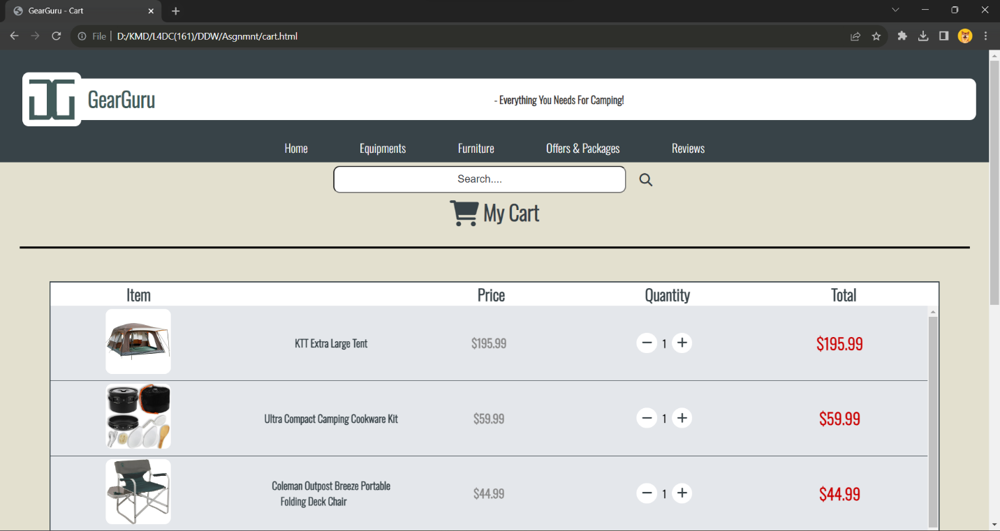 GearGuru - Cart
File | D:/KMD/L4DC(161)/DDW/Asgnmnt/cart.html
GearGuru
- Everything You Needs For Camping!
Home Equipments Furniture Offers & Packages Reviews
Search....
My Cart
Item Price Quantity Total
KTT Extra Large Tent $195.99 1 $195.99
Ultra Compact Camping Cookware Kit $59.99 1 $59.99
Coleman Outpost Breeze Portable
Folding Deck Chair $44.99 1 $44.99